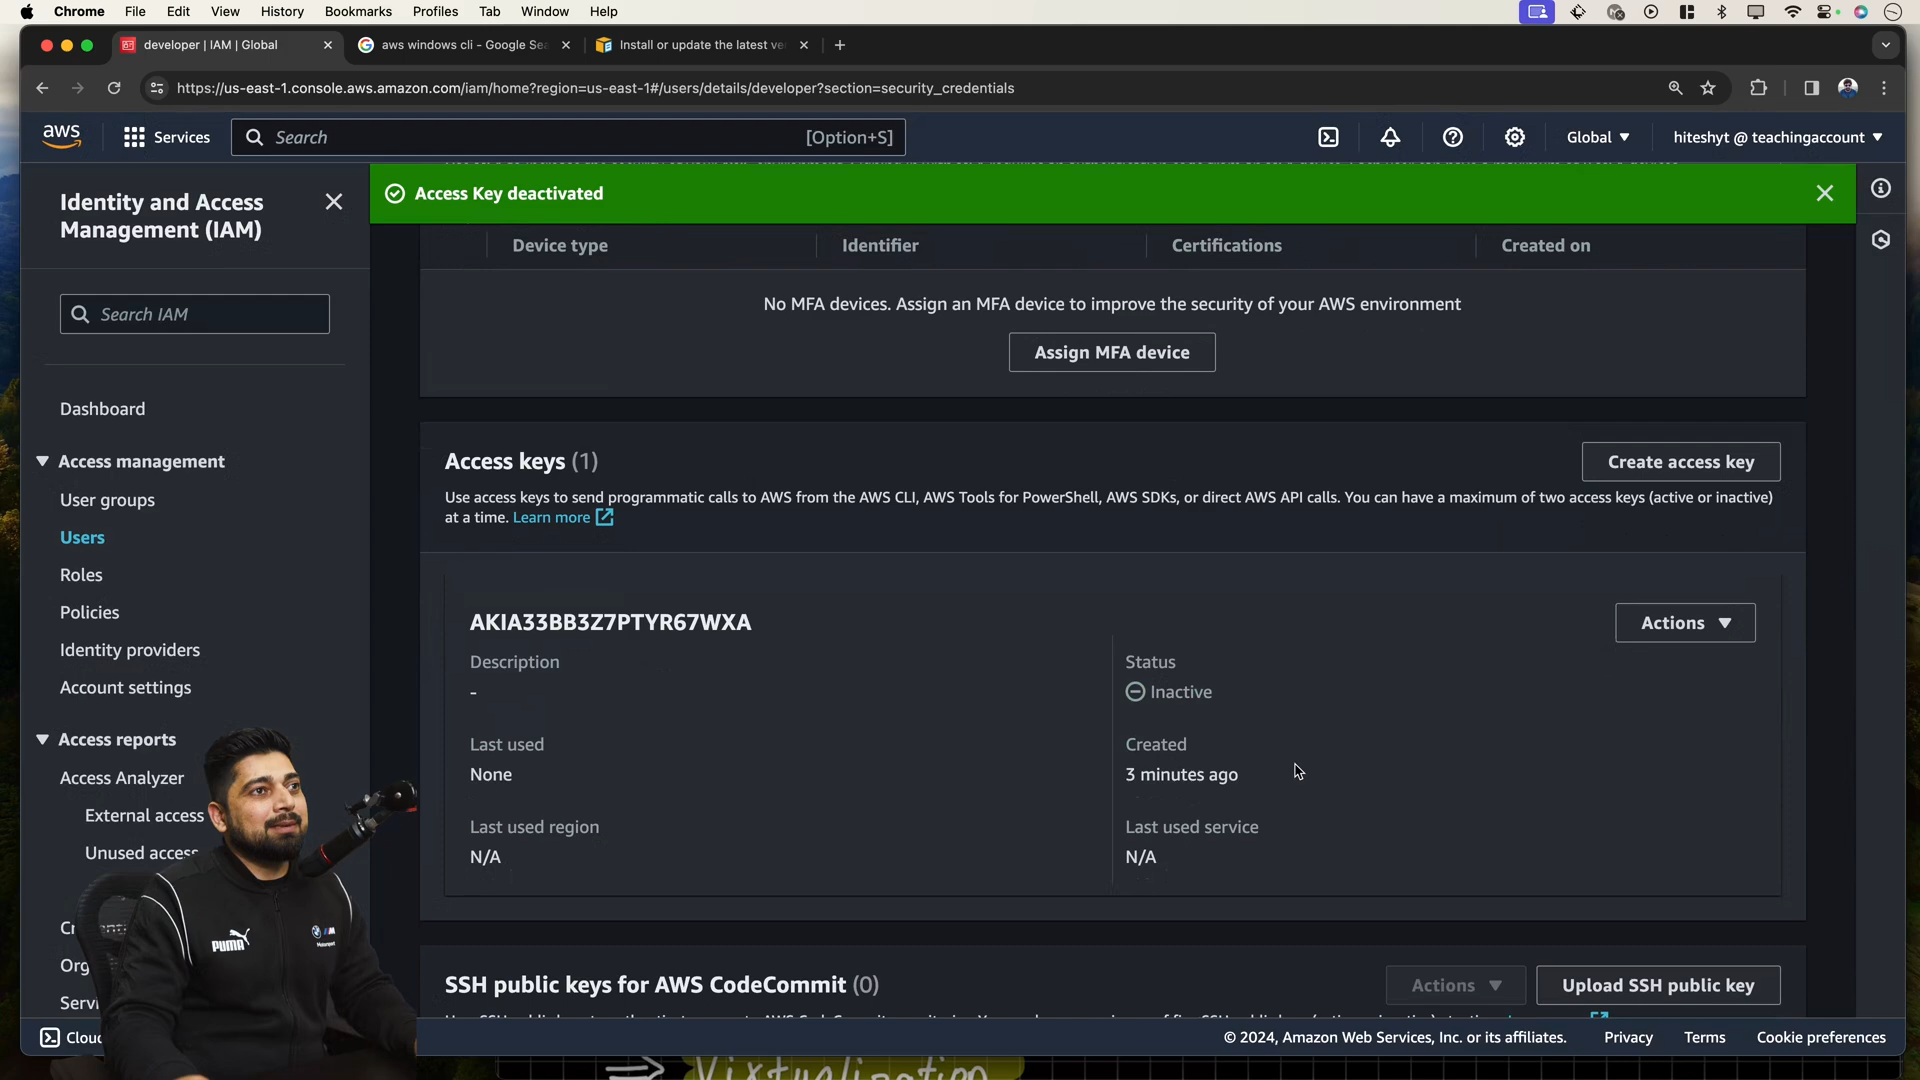 Chrome File Edit View History Bookmarks Profiles Tab Window Help
developer | IAM | Global
aws windows cli - Google Sea
Install or update the latest ve
https://us-east-1.console.aws.amazon.com/iam/home?region=us-east-1#/users/details/developer?section=security_credentials
aws Services Search [Option+S] Global hiteshyt @ teachingaccount
Identity and Access
Management (IAM)
Search IAM
Dashboard
Access management
User groups
Users
Roles
Policies
Identity providers
Account settings
Access reports
Access Analyzer
External access
Unused access
Org
Servi
Access Key deactivated
Device type Identifier Certifications Created on
No MFA devices. Assign an MFA device to improve the security of your AWS environment
Assign MFA device
Access keys (1)
Create access key
Use access keys to send programmatic calls to AWS from the AWS CLI, AWS Tools for PowerShell, AWS SDKs, or direct AWS API calls. You can have a maximum of two access keys (active or inactive)
at a time. Learn more
AKIA33BB3Z7PTYR67WXA
Actions
Description
-
Status
Inactive
Last used
None
Created
3 minutes ago
Last used region
N/A
Last used service
N/A
SSH public keys for AWS CodeCommit (0)
Actions
Upload SSH public key
PUMA
Clou
© 2024, Amazon Web Services, Inc. or its affiliates. Privacy Terms Cookie preferences
Virtualization